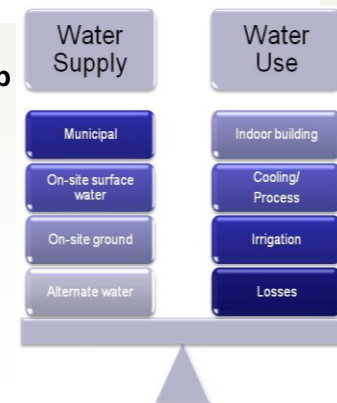 Water
Supply
Municipal
On-site surface
water
On-site ground
Alternate water
Water
Use
Indoor building
Cooling/
Process
Irrigation
Losses